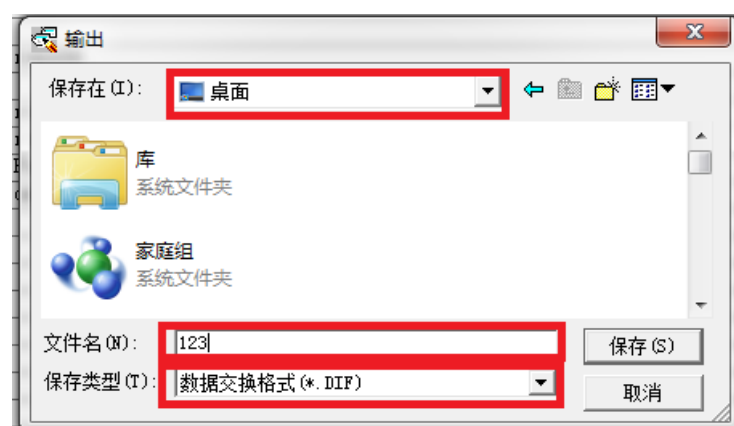 输出
保存在(I):
桌面
库
系统文件夹
家庭组
系统文件夹
文件名(N):
123
保存(S)
保存类型(T):
数据交换格式(*.DIF)
取消